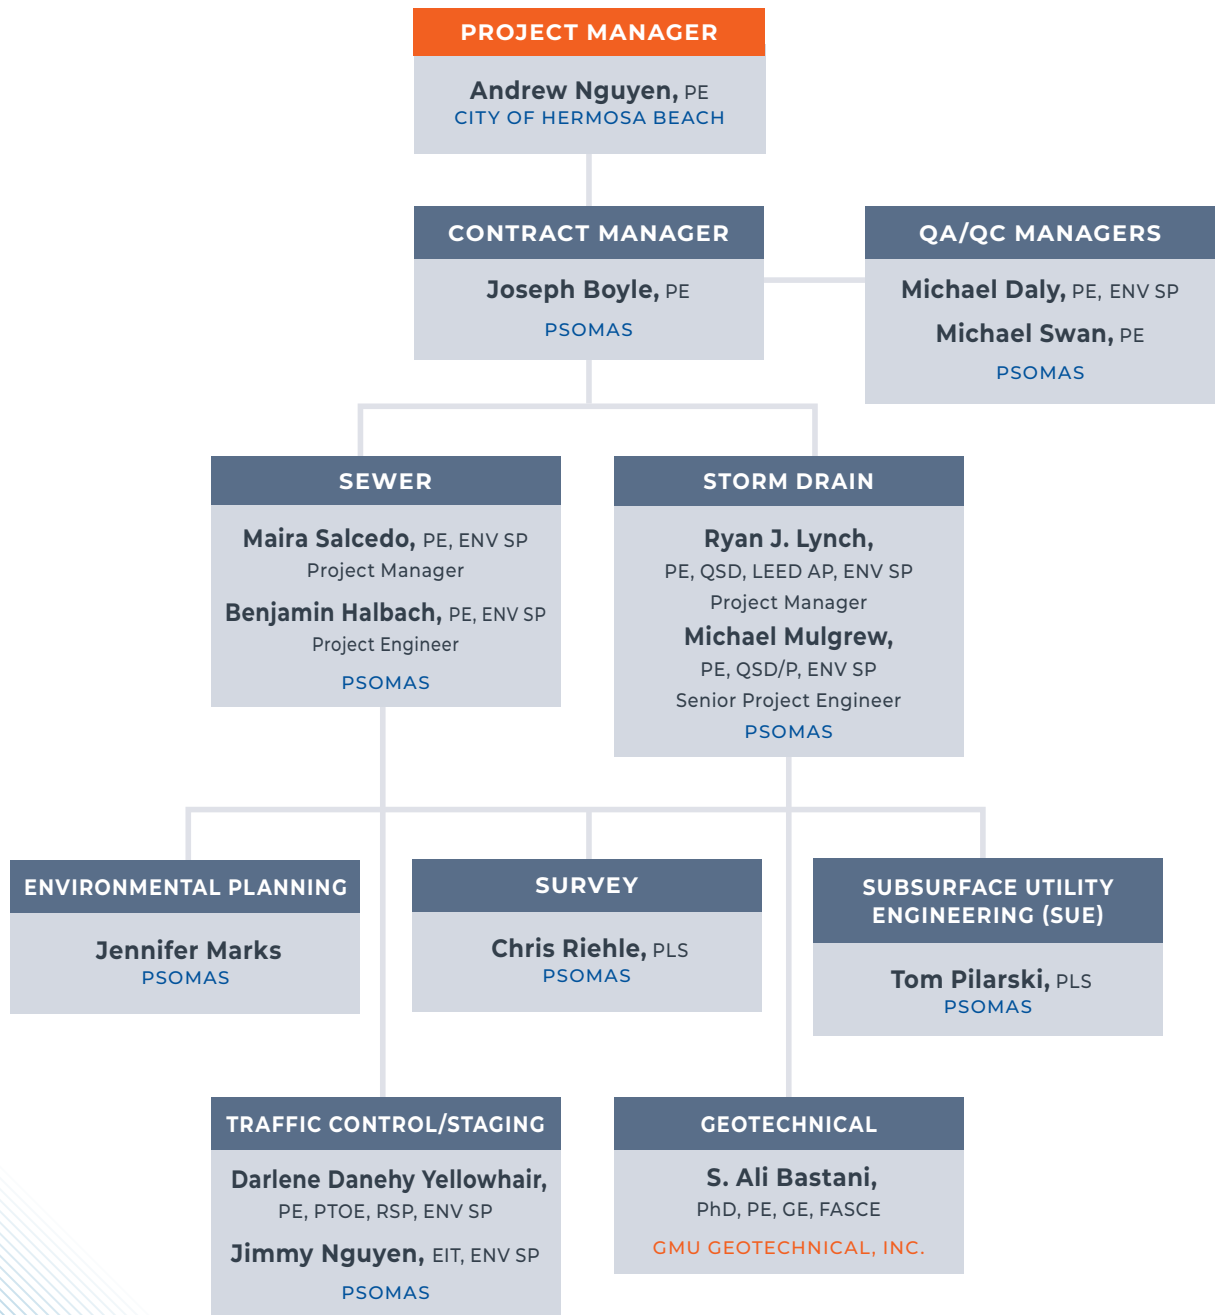 PROJECT MANAGER
Andrew Nguyen, PE
CITY OF HERMOSA BEACH
CONTRACT MANAGER
Joseph Boyle, PE
PSOMAS
QA/QC MANAGERS
Michael Daly, PE, ENV SP
Michael Swan, PE
PSOMAS
SEWER
Maira Salcedo, PE, ENV SP
Project Manager
Benjamin Halbach, PE, ENV SP
Project Engineer
PSOMAS
STORM DRAIN
Ryan J. Lynch,
PE, QSD, LEED AP, ENV SP
Project Manager
Michael Mulgrew,
PE, QSD/P, ENV SP
Senior Project Engineer
PSOMAS
ENVIRONMENTAL PLANNING
Jennifer Marks
PSOMAS
SURVEY
Chris Riehle, PLS
PSOMAS
SUBSURFACE UTILITY
ENGINEERING (SUE)
Tom Pilarski, PLS
PSOMAS
TRAFFIC CONTROL/STAGING
Darlene Danehy Yellowhair,
PE, PTOE, RSP, ENV SP
Jimmy Nguyen, EIT, ENV SP
PSOMAS
GEOTECHNICAL
S. Ali Bastani,
PhD, PE, GE, FASCE
GMU GEOTECHNICAL, INC.